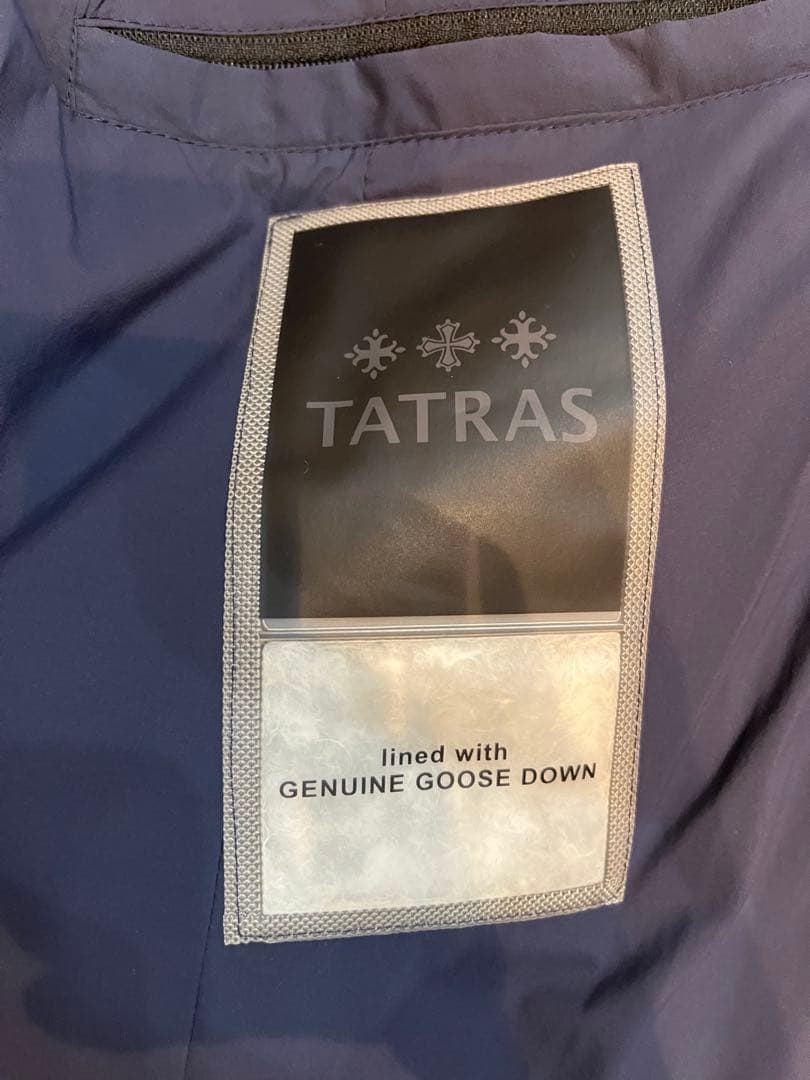 TATRAS
lined with
GENUINE GOOSE DOWN